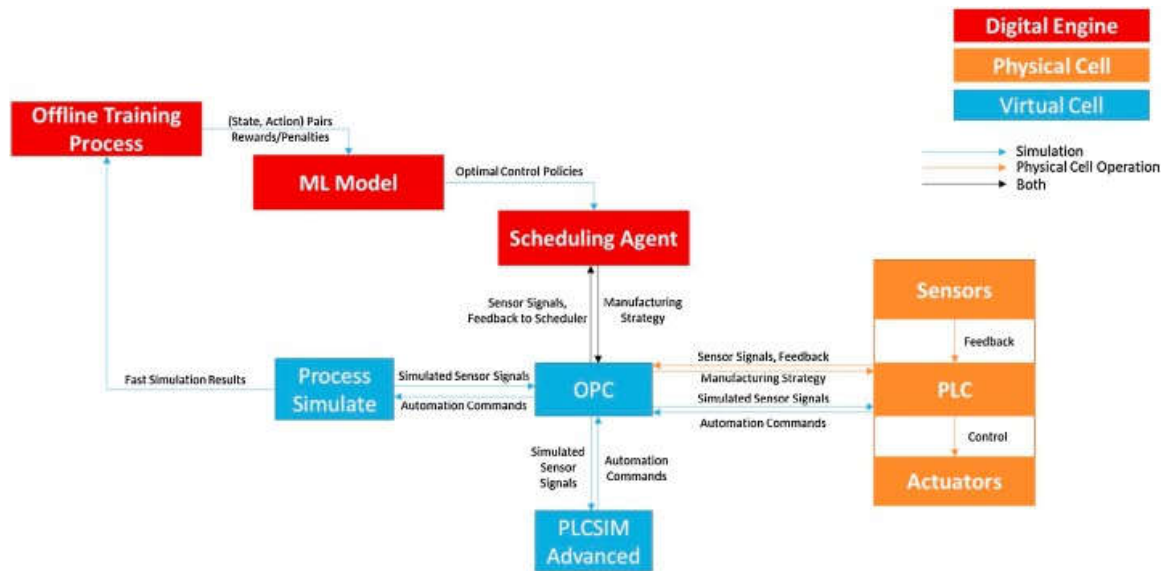 Digital Engine
Physical Cell
Virtual Cell
Simulation
Physical Cell Operation
Both
Offline Training
Process
(State, Action) Pairs
Rewards/Penalties
ML Model
Optimal Control Policies
Scheduling Agent
Sensor Signals,
Feedback to Scheduler
Manufacturing
Strategy
Sensors
Feedback
PLC
Control
Actuators
Fast Simulation Results
Process
Simulate
Simulated Sensor Signals
Automation Commands
OPC
Sensor Signals, Feedback
Manufacturing Strategy
Simulated Sensor Signals
Automation Commands
Simulated
Sensor
Signals
Automation
Commands
PLCSIM
Advanced